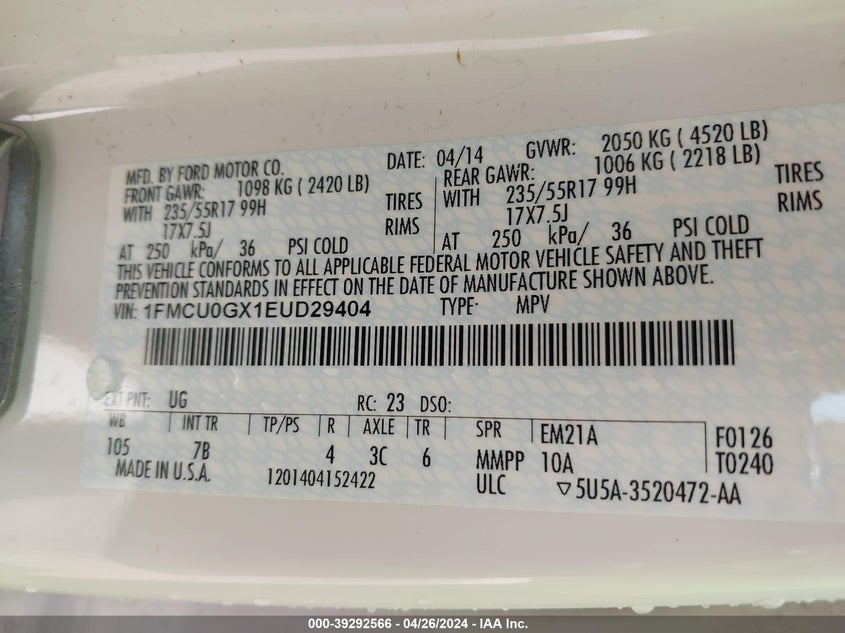 MFD. BY FORD MOTOR CO. DATE: 04/14 GVWR: 2050 KG ( 4520 LB)
FRONT GAWR: 1098 KG ( 2420 LB) REAR GAWR: 1006 KG ( 2218 LB)
WITH 235/55R17 99H TIRES WITH 235/55R17 99H TIRES
17X7.5J RIMS 17X7.5J RIMS
AT 250 kPa/ 36 PSI COLD AT 250 kPa/ 36 PSI COLD
THIS VEHICLE CONFORMS TO ALL APPLICABLE FEDERAL MOTOR VEHICLE SAFETY AND THEFT
PREVENTION STANDARDS IN EFFECT ON THE DATE OF MANUFACTURE SHOWN ABOVE.
VIN: 1FMCU0GX1EUD29404 TYPE: MPV
EXT PNT: UG RC: 23 DSO:
WB INT TR TP/PS R AXLE TR SPR EM21A F0126
105 7B 4 3C 6 MMPP 10A T0240
MADE IN U.S.A. 1201404152422 ULC ▽5U5A-3520472-AA
000-39292566 - 04/26/2024 - IAA Inc.